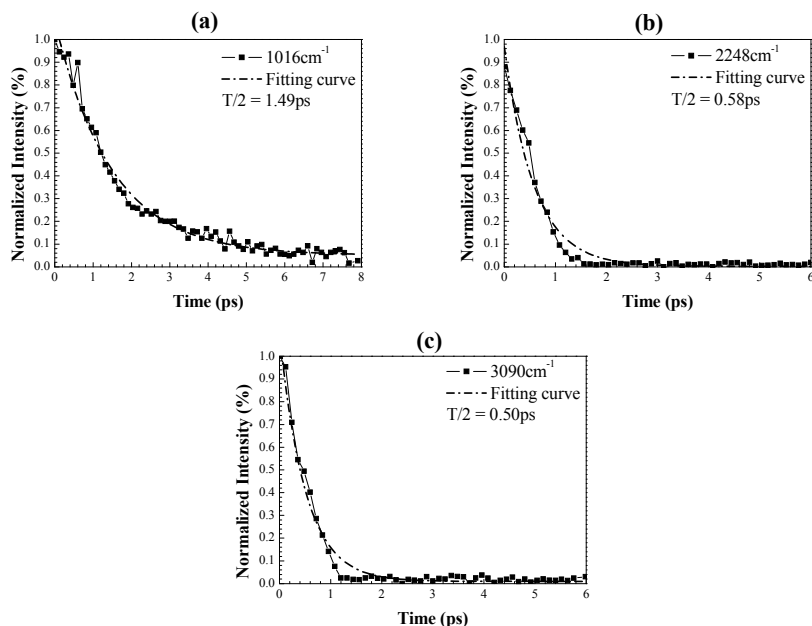 (a)
1.0
0.9
0.8
0.7
0.6
0.5
0.4
0.3
0.2
0.1
0.0
Normalized Intensity (%)
1016cm⁻¹
Fitting curve
T/2 = 1.49ps
0 1 2 3 4 5 6 7 8
Time (ps)
(b)
1.0
0.9
0.8
0.7
0.6
0.5
0.4
0.3
0.2
0.1
0.0
Normalized Intensity (%)
2248cm⁻¹
Fitting curve
T/2 = 0.58ps
0 1 2 3 4 5 6
Time (ps)
(c)
1.0
0.9
0.8
0.7
0.6
0.5
0.4
0.3
0.2
0.1
0.0
Normalized Intensity (%)
3090cm⁻¹
Fitting curve
T/2 = 0.50ps
0 1 2 3 4 5 6
Time (ps)